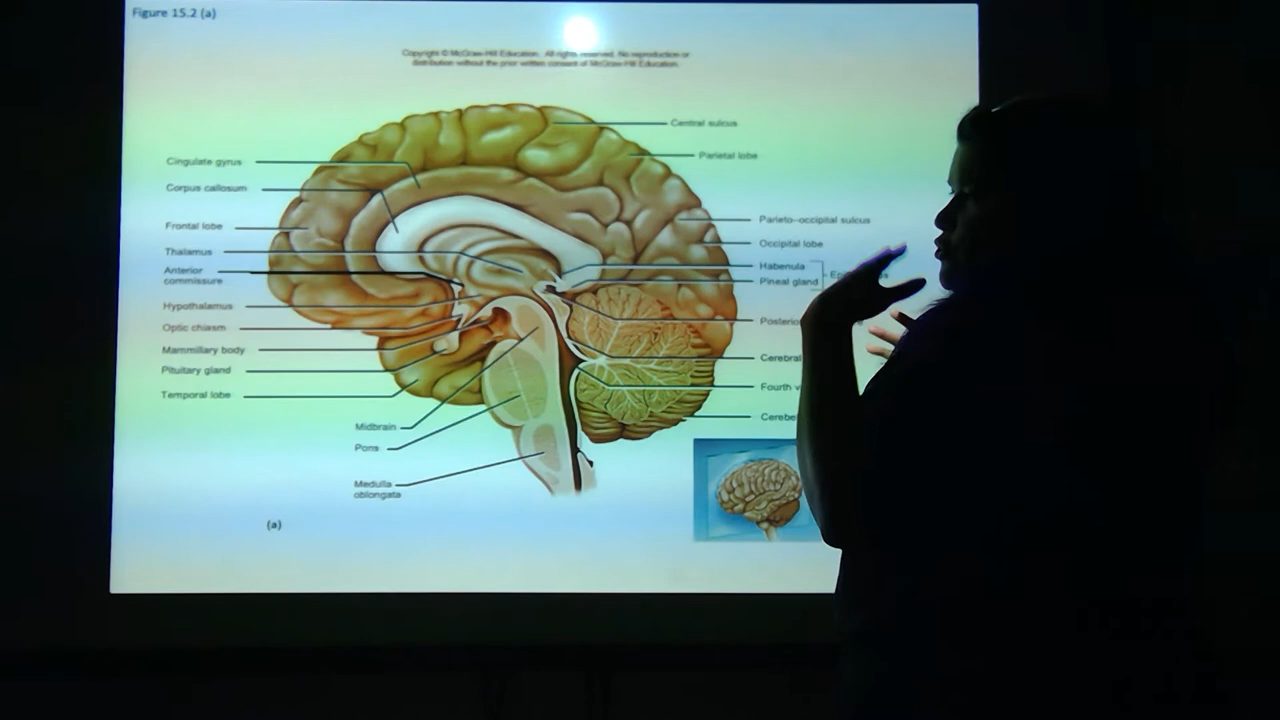 Figure 15.2 (a)
Copyright © McGraw-Hill Education. All rights reserved. No reproduction or
distribution without the prior written consent of McGraw-Hill Education.
Central sulcus
Parietal lobe
Cingulate gyrus
Corpus callosum
Frontal lobe
Thalamus
Anterior
commissure
Hypothalamus
Optic chiasm
Mammillary body
Pituitary gland
Temporal lobe
Midbrain
Pons
Medulla
oblongata
Parieto-occipital sulcus
Occipital lobe
Habenula
Pineal gland
Posterio
Cerebral
Fourth v
Cerebe
(a)